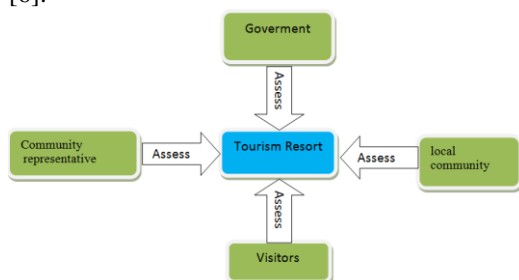 [6].
Goverment
Assess
Community
representative
Assess
Tourism Resort
Assess
local
community
Assess
Visitors